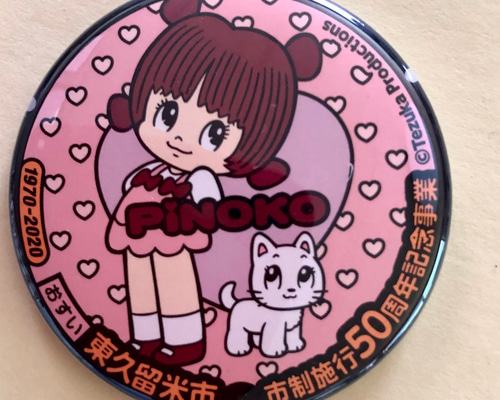 ©Tezuka Productions
PiNOKO
1970-2020
おすい
東久留米市
市制施行50周年記念事業